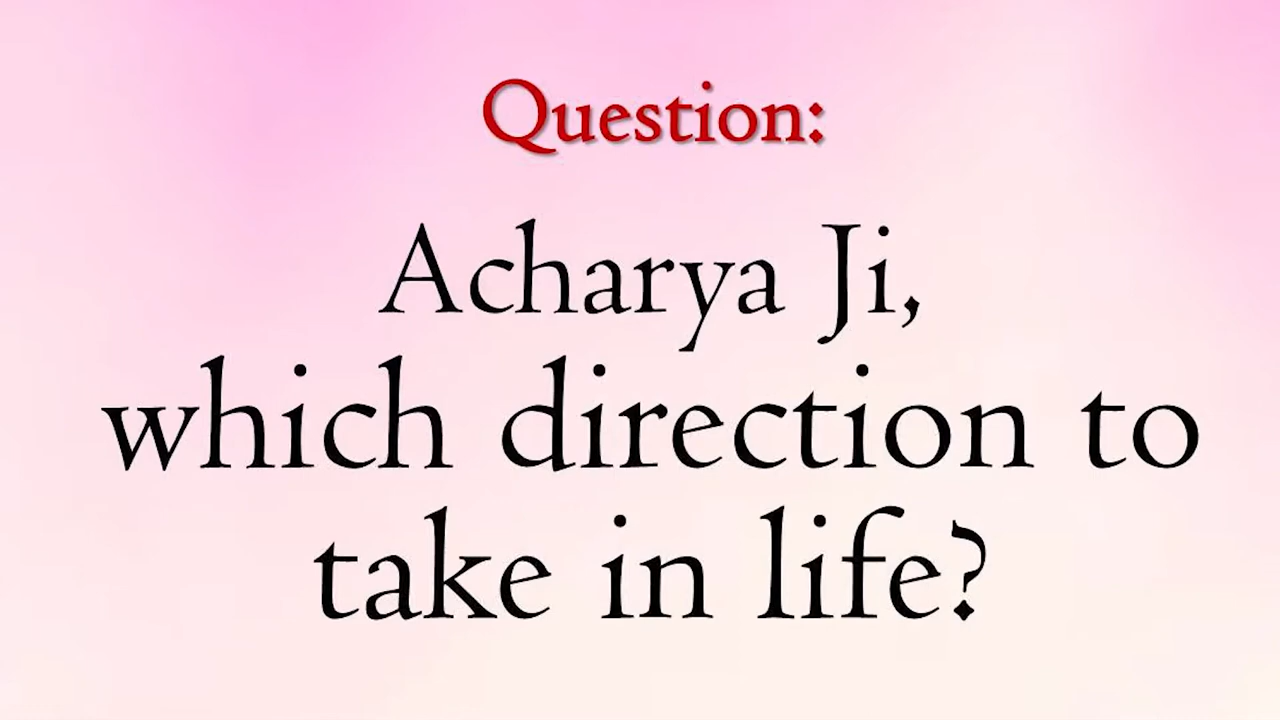 Question:
Acharya Ji,
which direction to
take in life?